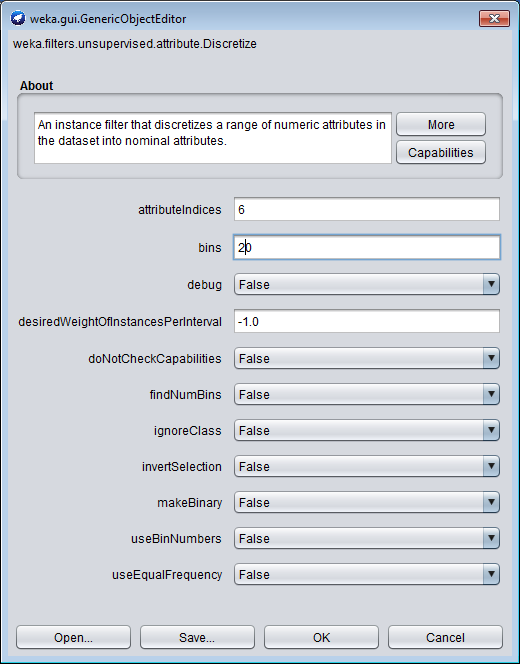 weka.gui.GenericObjectEditor
weka.filters.unsupervised.attribute.Discretize
About
An instance filter that discretizes a range of numeric attributes in
the dataset into nominal attributes.
More
Capabilities
attributeIndices 6
bins 20
debug False
desiredWeightOfInstancesPerInterval -1.0
doNotCheckCapabilities False
findNumBins False
ignoreClass False
invertSelection False
makeBinary False
useBinNumbers False
useEqualFrequency False
Open... Save... OK Cancel